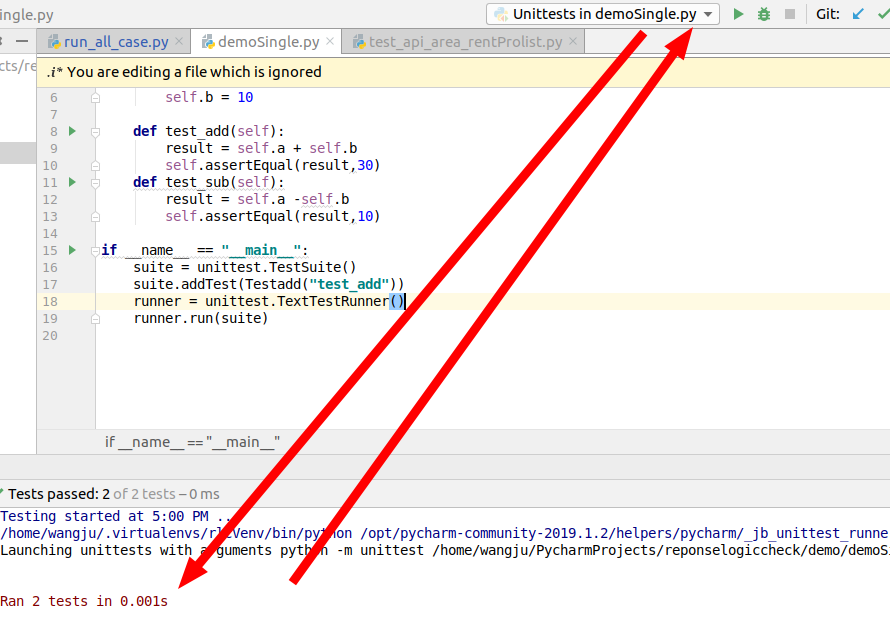 ingle.py
Unittests in demoSingle.py
Git:
run_all_case.py
demoSingle.py
test_api_area_rentProlist.py
cts/re
.i* You are editing a file which is ignored
6 self.b = 10
7
8 def test_add(self):
9 result = self.a + self.b
10 self.assertEqual(result,30)
11 def test_sub(self):
12 result = self.a -self.b
13 self.assertEqual(result,10)
14
15 if __name__ == "__main__":
16 suite = unittest.TestSuite()
17 suite.addTest(Testadd("test_add"))
18 runner = unittest.TextTestRunner()
19 runner.run(suite)
20
if __name__ == "__main__"
Tests passed: 2 of 2 tests – 0 ms
Testing started at 5:00 PM ...
/home/wangju/.virtualenvs/ bin/python /opt/pycharm-community-2019.1.2/helpers/pycharm/_jb_unittest_runne
Launching unittests with arguments python -m unittest /home/wangju/PycharmProjects/reponselogiccheck/demo/demoS
Ran 2 tests in 0.001s